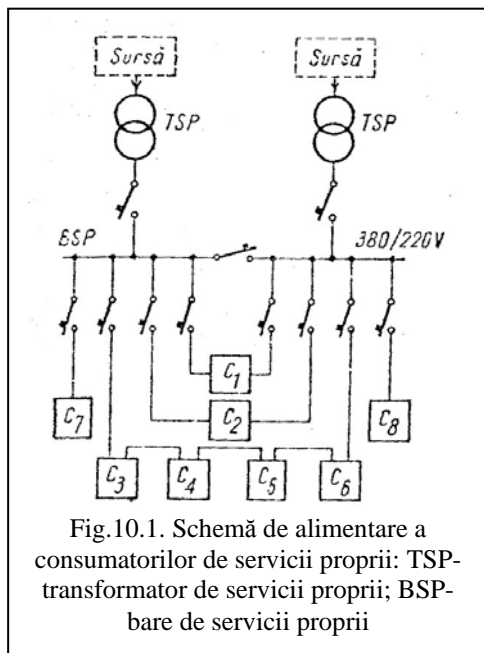 Sursă Sursă
TSP TSP
BSP 380/220V
C1
C7 C2 C8
C3 C4 C5 C6
Fig.10.1. Schemă de alimentare a
consumatorilor de servicii proprii: TSP-
transformator de servicii proprii; BSP-
bare de servicii proprii